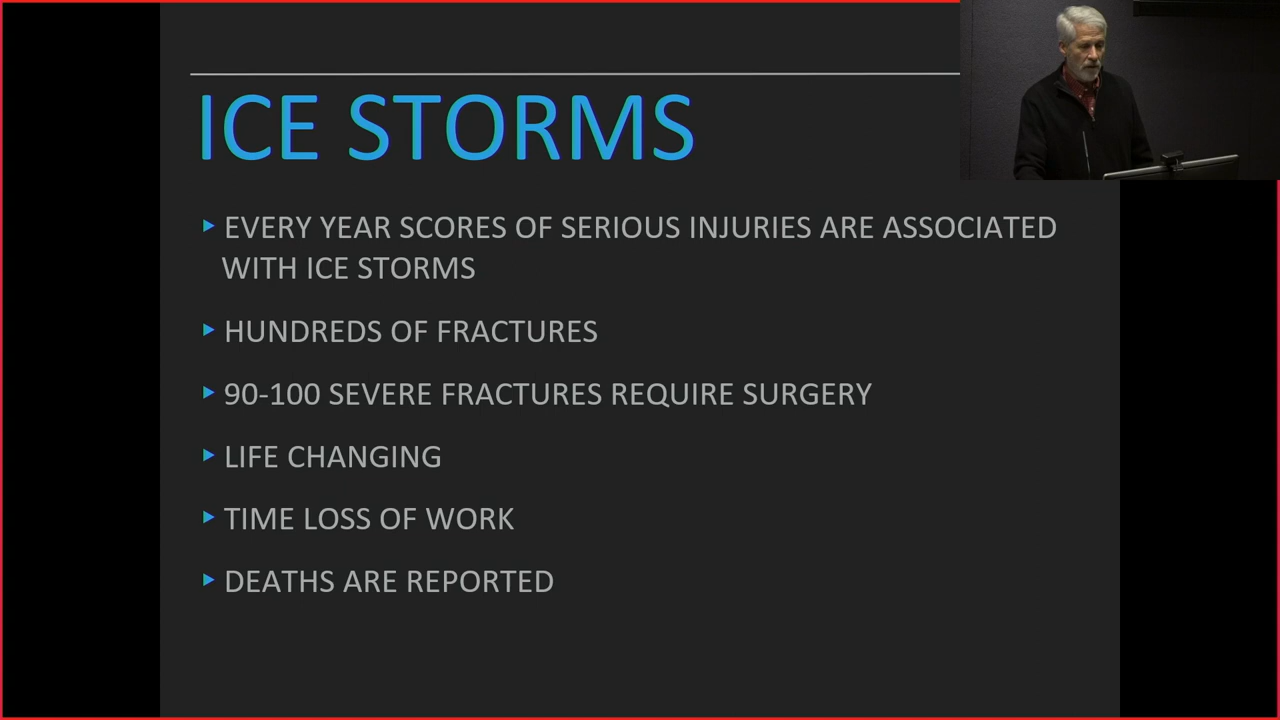 ICE STORMS
EVERY YEAR SCORES OF SERIOUS INJURIES ARE ASSOCIATED
WITH ICE STORMS
HUNDREDS OF FRACTURES
90-100 SEVERE FRACTURES REQUIRE SURGERY
LIFE CHANGING
TIME LOSS OF WORK
DEATHS ARE REPORTED